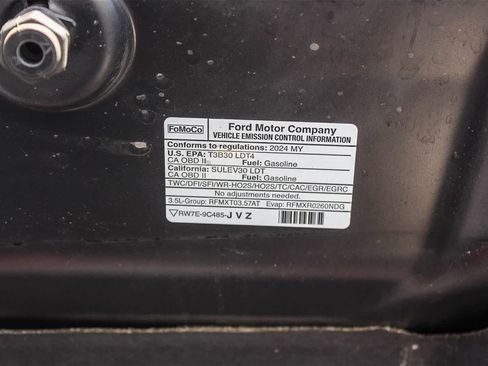 FoMoCo
Ford Motor Company
VEHICLE EMISSION CONTROL INFORMATION
Conforms to regulations: 2024 MY
U.S. EPA: T3B30 LDT4
CA OBD II Fuel: Gasoline
California: SULEV30 LDT
CA OBD II Fuel: Gasoline
TWC/DFI/SFI/WR-HO2S/HO2S/TC/CAC/EGR/EGRC
No adjustments needed.
3.5L-Group: RFMXT03.57AT Evap: RFMXR0260NDG
RW7E-9C485-J V Z